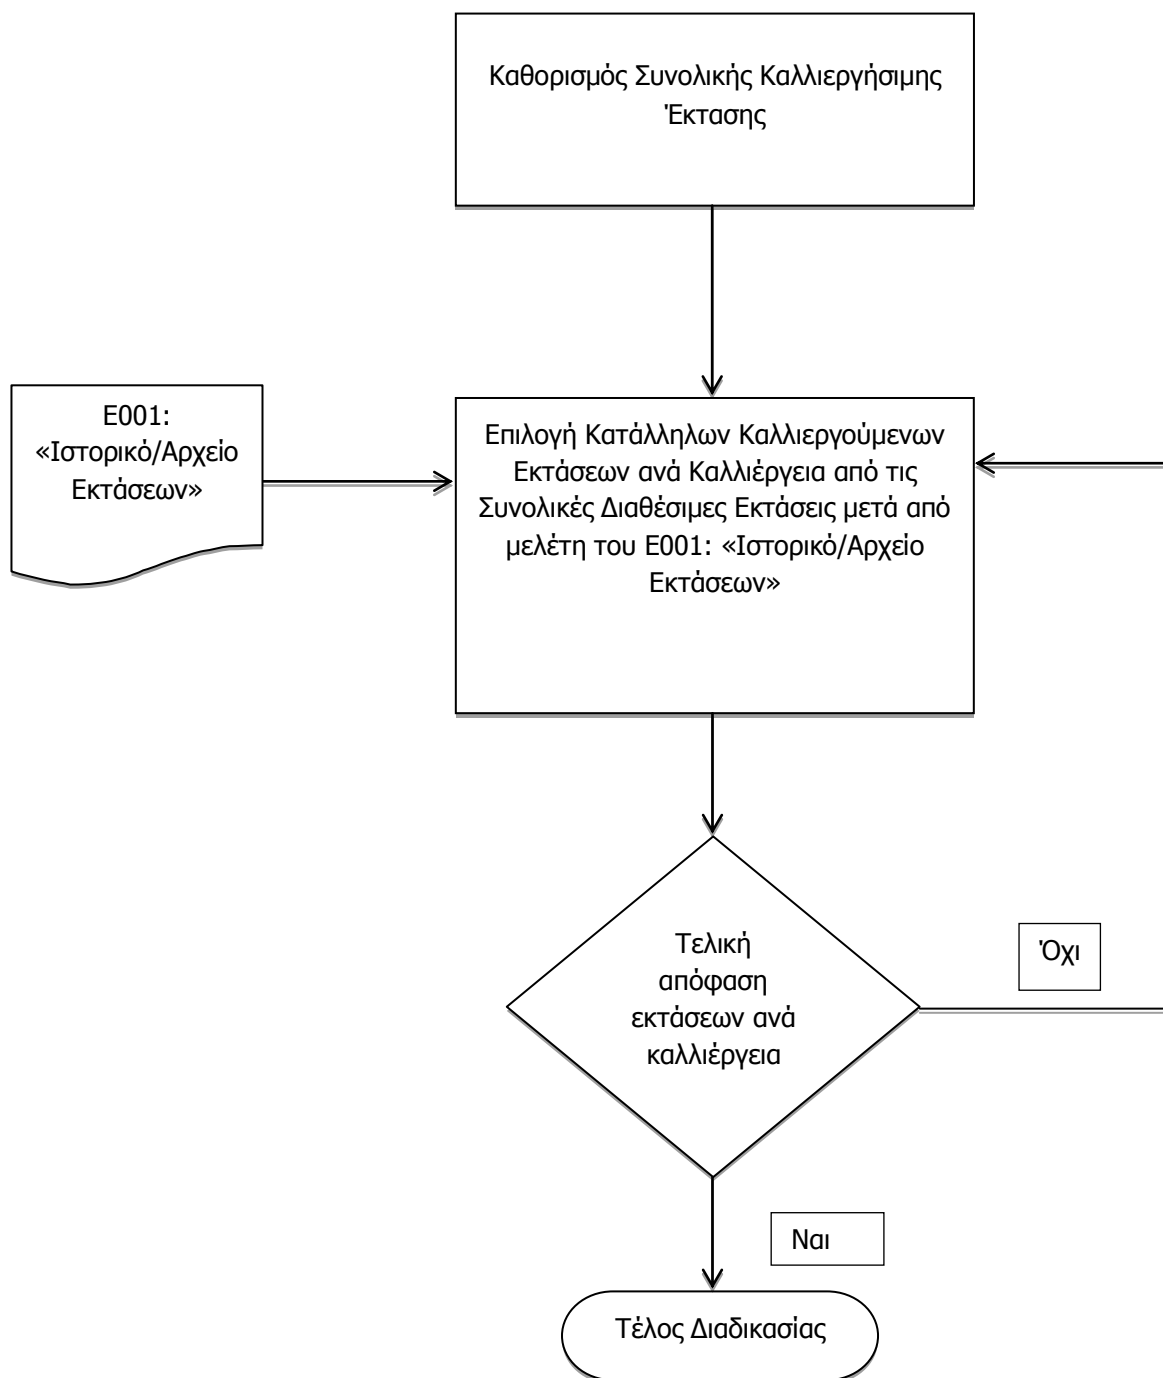 Καθορισμός Συνολικής Καλλιεργήσιμης
Έκτασης
Ε001:
«Ιστορικό/Αρχείο
Εκτάσεων»
Επιλογή Κατάλληλων Καλλιεργούμενων
Εκτάσεων ανά Καλλιέργεια από τις
Συνολικές Διαθέσιμες Εκτάσεις μετά από
μελέτη του Ε001: «Ιστορικό/Αρχείο
Εκτάσεων»
Τελική
απόφαση
εκτάσεων ανά
καλλιέργεια
Όχι
Ναι
Τέλος Διαδικασίας